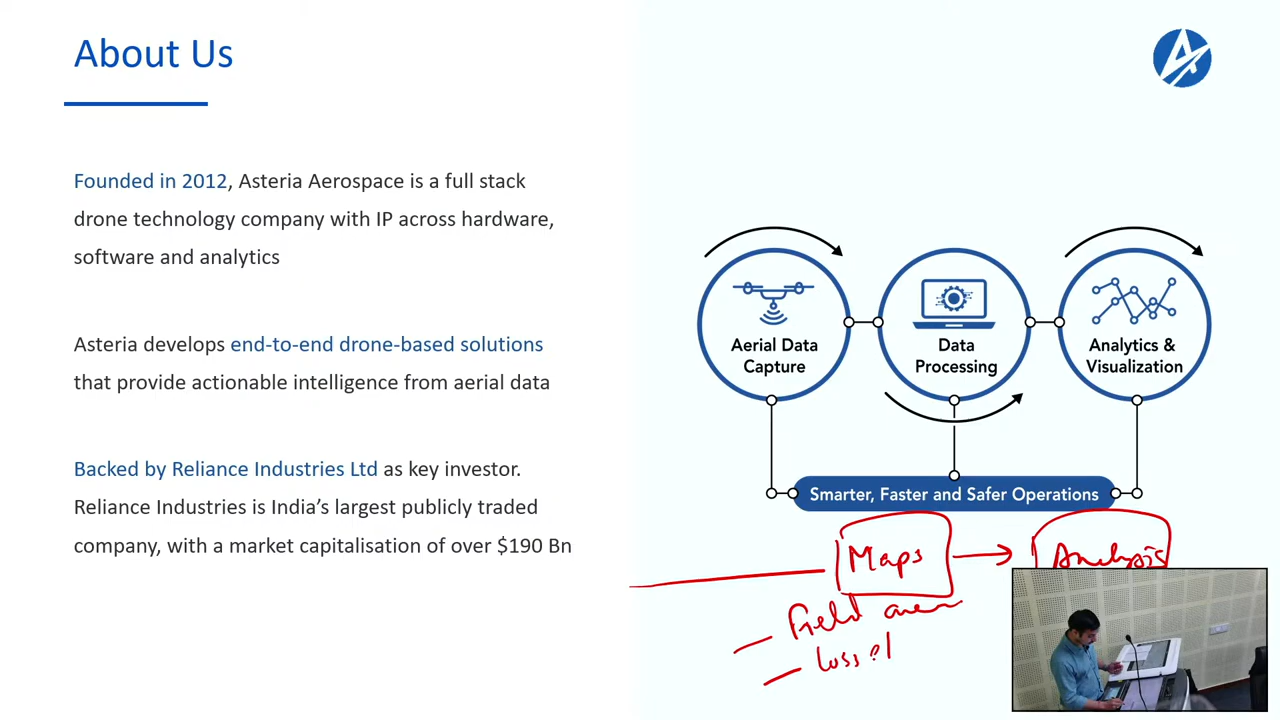 About Us
Founded in 2012, Asteria Aerospace is a full stack
drone technology company with IP across hardware,
software and analytics
Asteria develops end-to-end drone-based solutions
that provide actionable intelligence from aerial data
Backed by Reliance Industries Ltd as key investor.
Reliance Industries is India’s largest publicly traded
company, with a market capitalisation of over $190 Bn
Aerial Data
Capture
Data
Processing
Analytics &
Visualization
Smarter, Faster and Safer Operations
Maps → Analysis
– Field area
– loss